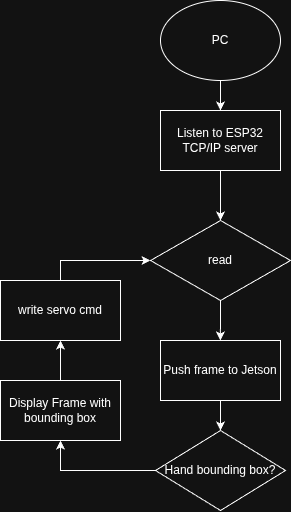 PC
Listen to ESP32
TCP/IP server
read
write servo cmd
Push frame to Jetson
Display Frame with
bounding box
Hand bounding box?